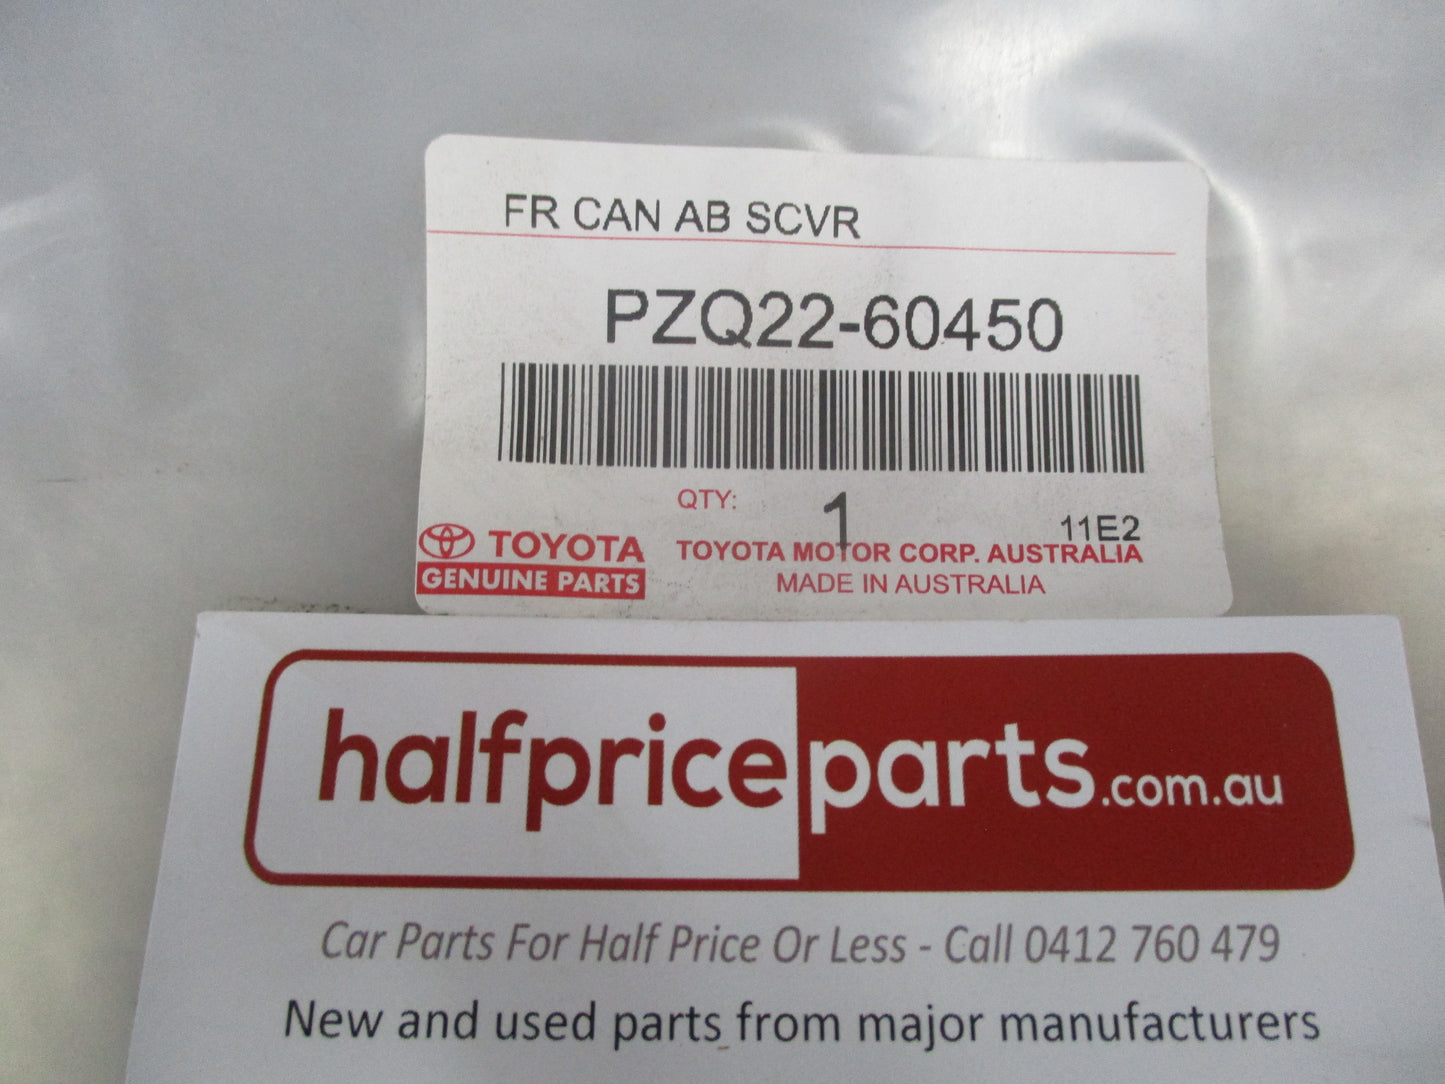 FR CAN AB SCVR
PZQ22-60450
QTY: 1
11E2
TOYOTA
GENUINE PARTS
TOYOTA MOTOR CORP. AUSTRALIA
MADE IN AUSTRALIA
halfpriceparts.com.au
Car Parts For Half Price Or Less - Call 0412 760 479
New and used parts from major manufacturers